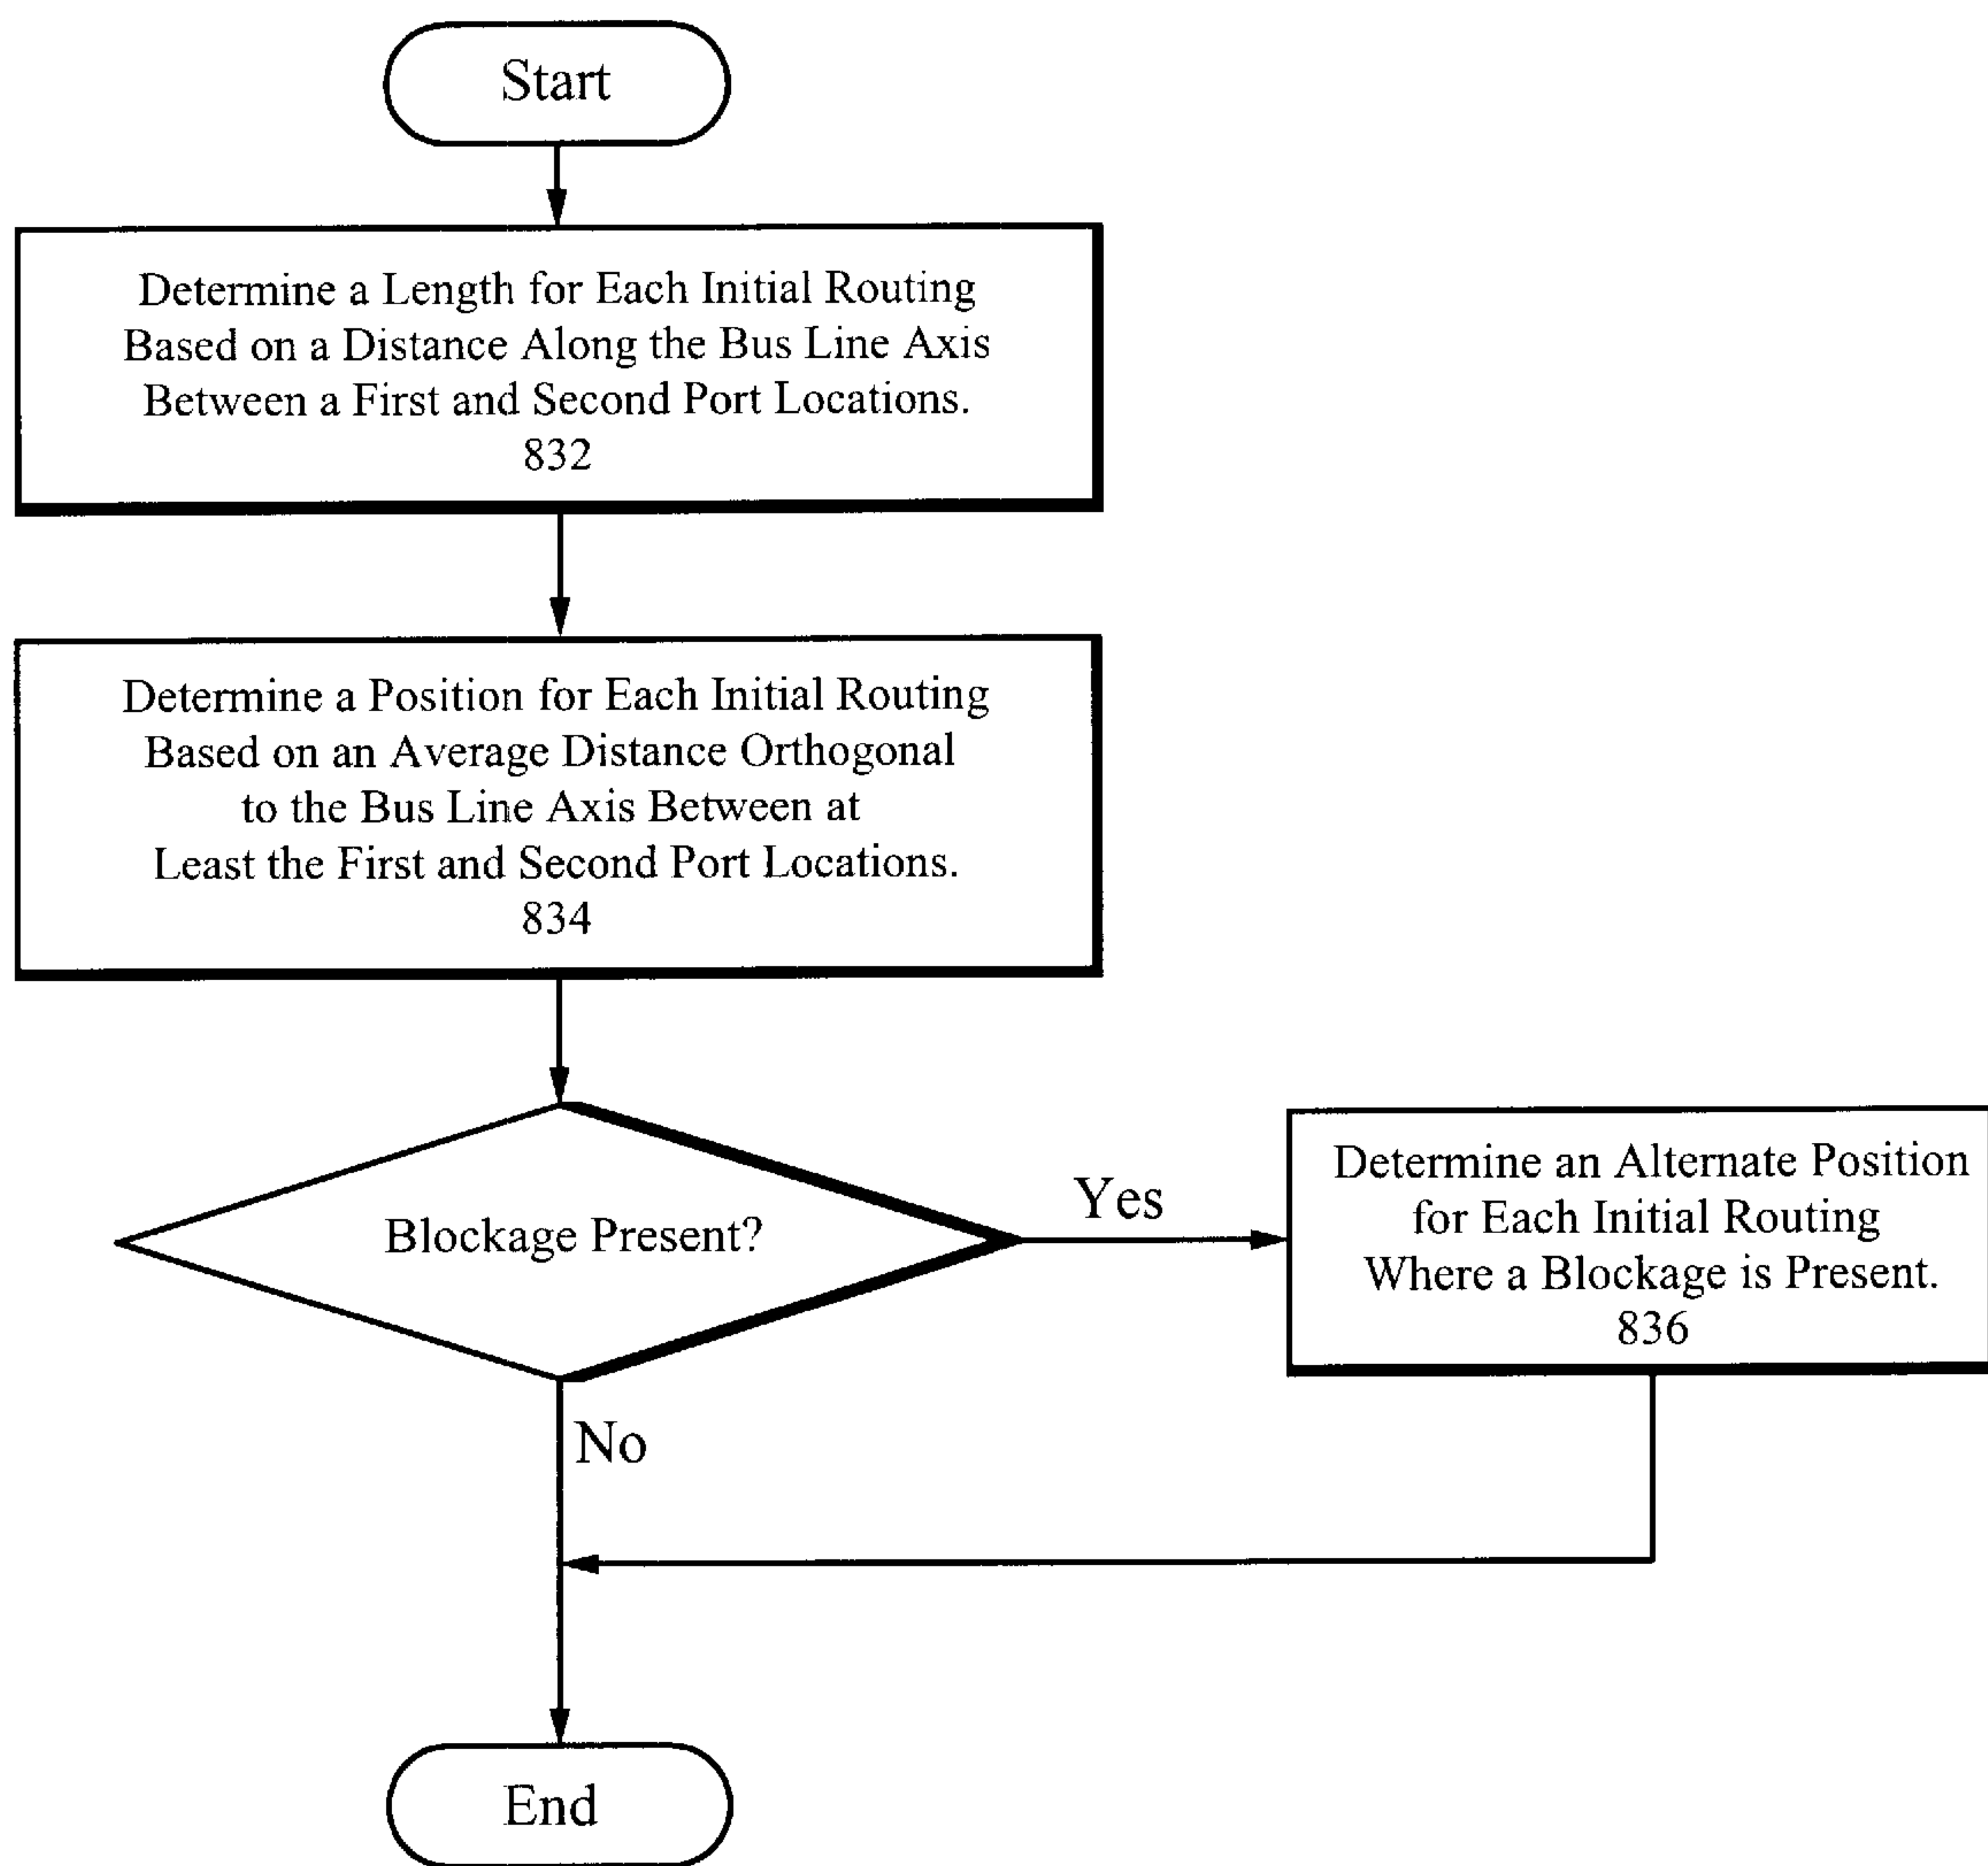 Start
Determine a Length for Each Initial Routing
Based on a Distance Along the Bus Line Axis
Between a First and Second Port Locations.
832
Determine a Position for Each Initial Routing
Based on an Average Distance Orthogonal
to the Bus Line Axis Between at
Least the First and Second Port Locations.
834
Blockage Present?
Yes
Determine an Alternate Position
for Each Initial Routing
Where a Blockage is Present.
836
No
End